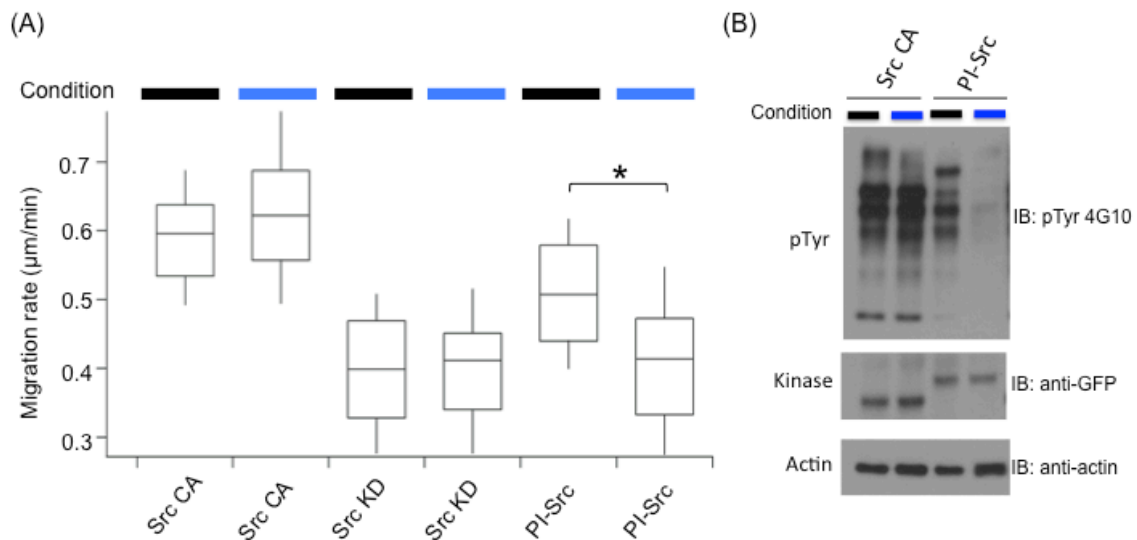 (A)
Condition
Migration rate (μm/min)
0.7
0.6
0.5
0.4
0.3
*
Src CA
Src CA
Src KD
Src KD
PI-Src
PI-Src
(B)
Src CA
PI-Src
Condition
pTyr
IB: pTyr 4G10
Kinase
IB: anti-GFP
Actin
IB: anti-actin